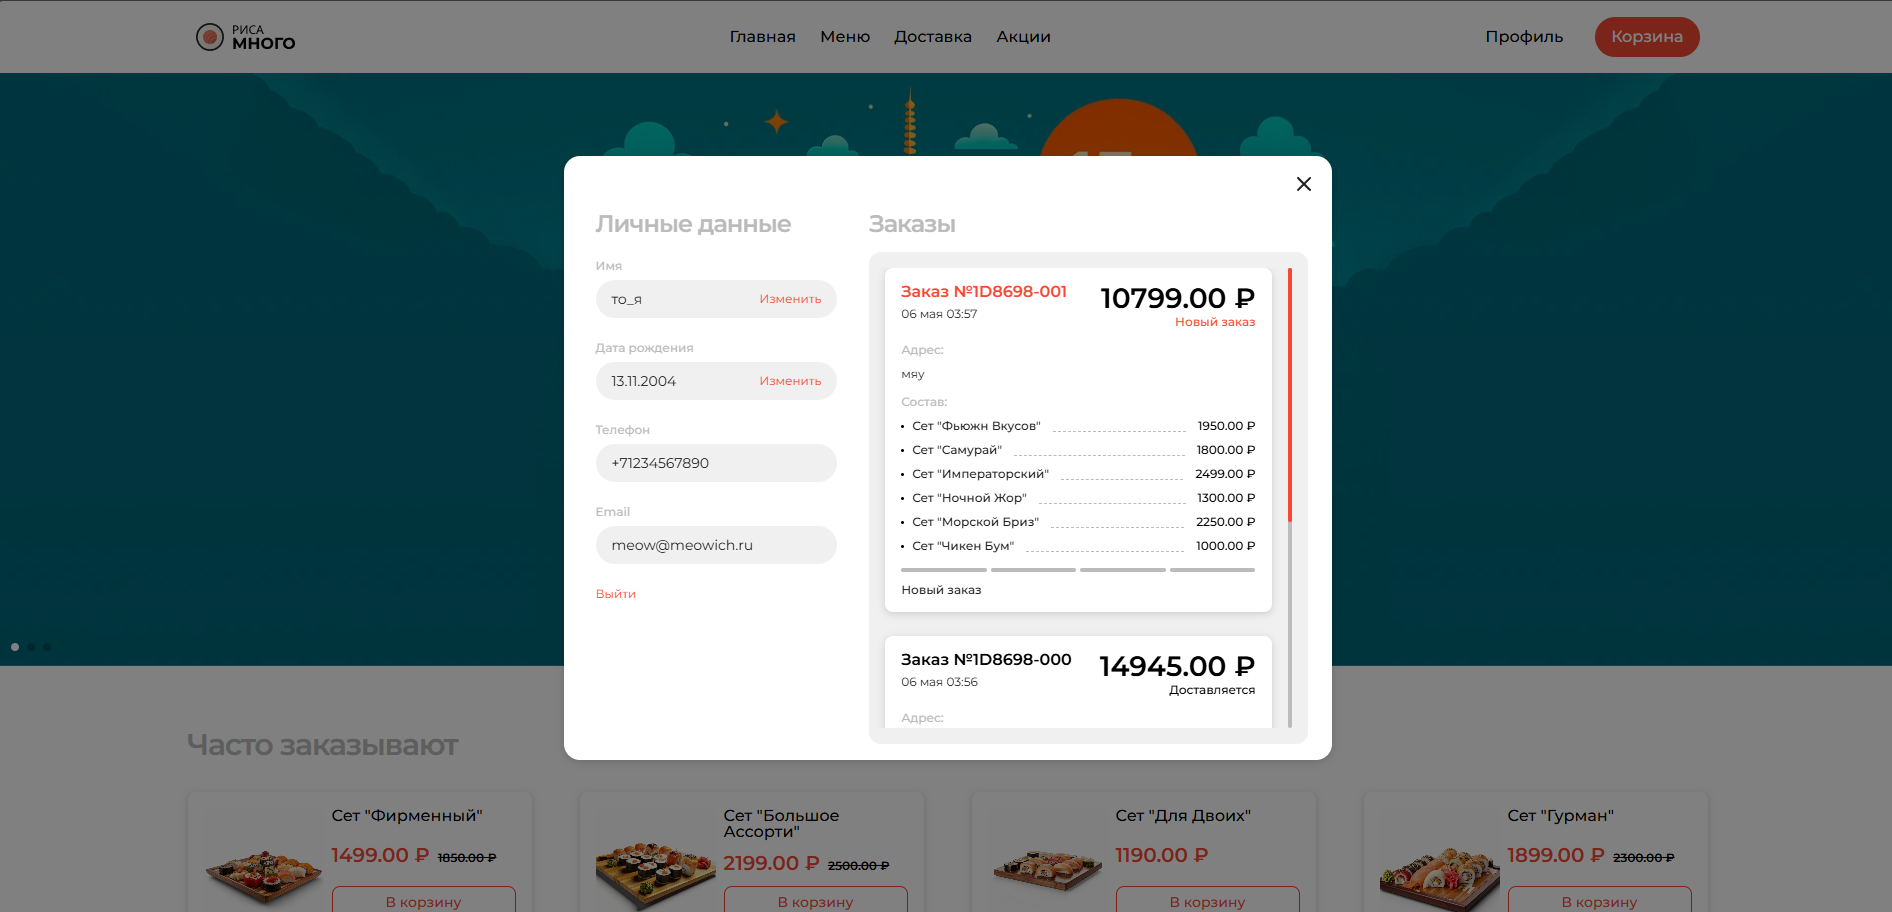 РИСА
МНОГО
Главная Меню Доставка Акции
Профиль Корзина
Личные данные
Имя
то_я Изменить
Дата рождения
13.11.2004 Изменить
Телефон
+71234567890
Email
meow@meowich.ru
Выйти
Заказы
Заказ №1D8698-001 10799.00 ₽
06 мая 03:57 Новый заказ
Адрес:
мяу
Состав:
• Сет "Фьюжн Вкусов" 1950.00 ₽
• Сет "Самурай" 1800.00 ₽
• Сет "Императорский" 2499.00 ₽
• Сет "Ночной Жор" 1300.00 ₽
• Сет "Морской Бриз" 2250.00 ₽
• Сет "Чикен Бум" 1000.00 ₽
Новый заказ
Заказ №1D8698-000 14945.00 ₽
06 мая 03:56 Доставляется
Адрес:
Часто заказывают
Сет "Фирменный"
1499.00 ₽ 1850.00 ₽
В корзину
Сет "Большое
Ассорти"
2199.00 ₽ 2500.00 ₽
В корзину
Сет "Для Двоих"
1190.00 ₽
В корзину
Сет "Гурман"
1899.00 ₽ 2300.00 ₽
В корзину